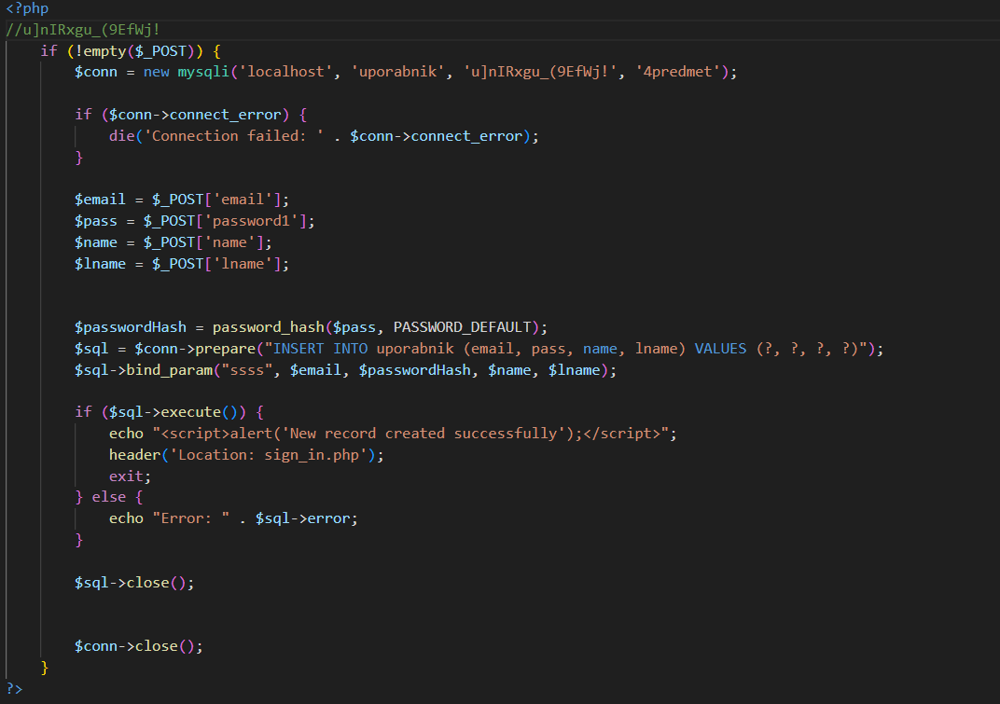 <?php
//u]nIRxgu_(9EfWj!
if (!empty($_POST)) {
$conn = new mysqli('localhost', 'uporabnik', 'u]nIRxgu_(9EfWj!', '4predmet');
if ($conn->connect_error) {
die('Connection failed: ' . $conn->connect_error);
}
$email = $_POST['email'];
$pass = $_POST['password1'];
$name = $_POST['name'];
$lname = $_POST['lname'];
$passwordHash = password_hash($pass, PASSWORD_DEFAULT);
$sql = $conn->prepare("INSERT INTO uporabnik (email, pass, name, lname) VALUES (?, ?, ?, ?)");
$sql->bind_param("ssss", $email, $passwordHash, $name, $lname);
if ($sql->execute()) {
echo "<script>alert('New record created successfully');</script>";
header('Location: sign_in.php');
exit;
} else {
echo "Error: " . $sql->error;
}
$sql->close();
$conn->close();
}
?>